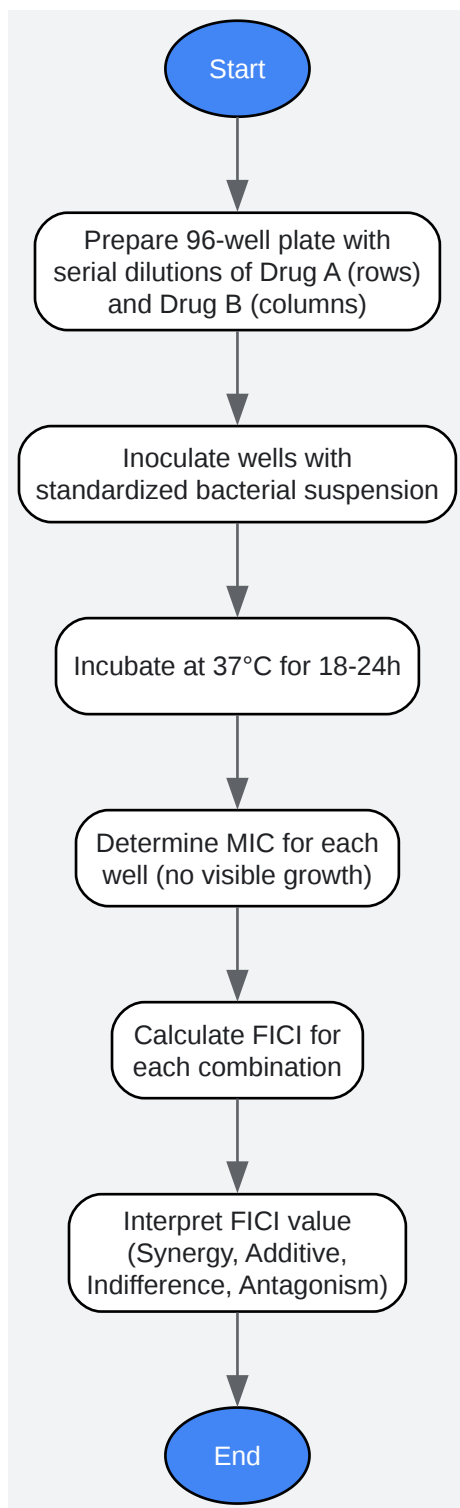 Start
Prepare 96-well plate with
serial dilutions of Drug A (rows)
and Drug B (columns)
Inoculate wells with
standardized bacterial suspension
Incubate at 37°C for 18-24h
Determine MIC for each
well (no visible growth)
Calculate FICI for
each combination
Interpret FICI value
(Synergy, Additive,
Indifference, Antagonism)
End